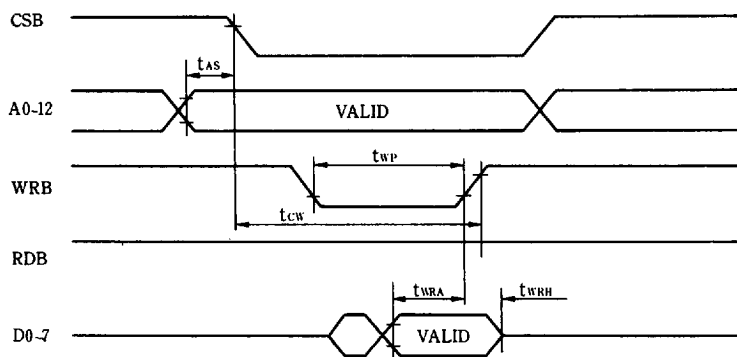 CSB
tAS
A0-12
VALID
WRB
tWP
tCW
RDB
tWRA
tWRH
D0-7
VALID